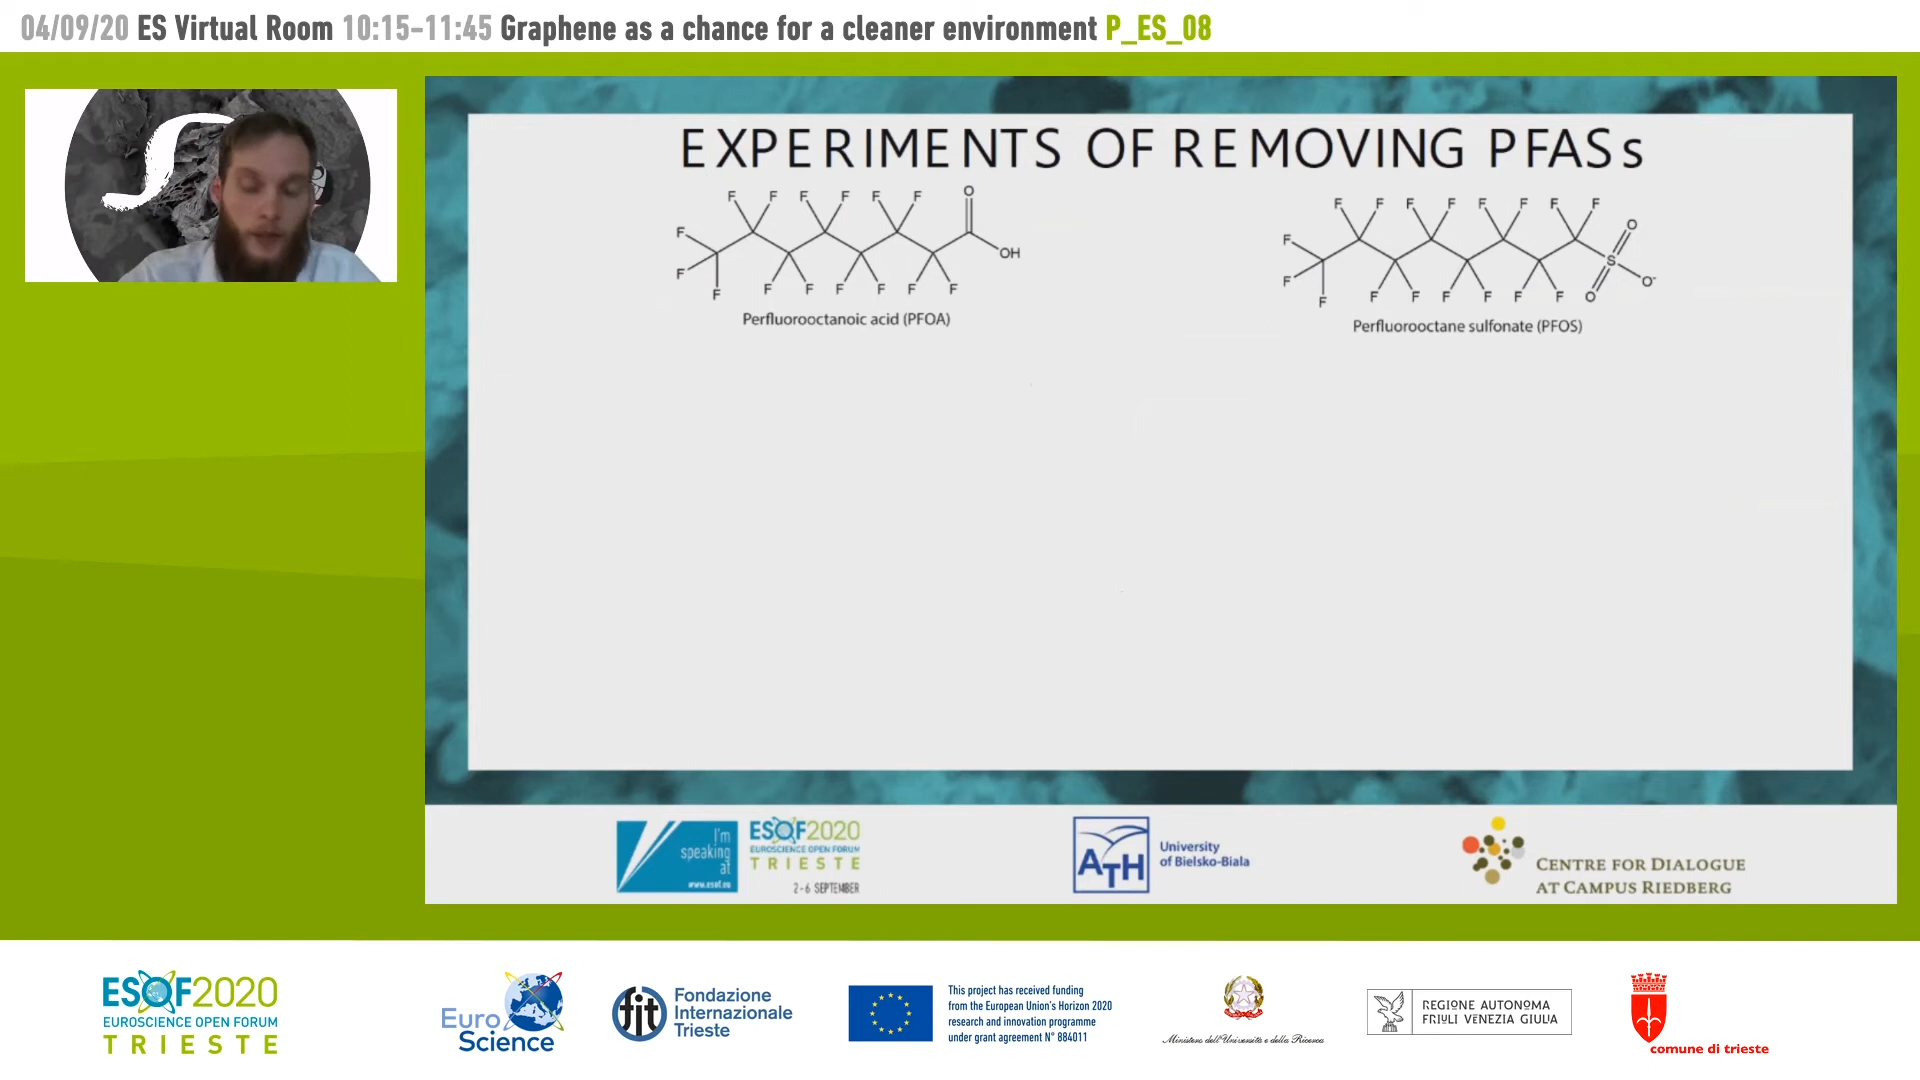 04/09/20 ES Virtual Room 10:15-11:45 Graphene as a chance for a cleaner environment P_ES_08
EXPERIMENTS OF REMOVING PFASs
F F F F F F O
F
OH
F
F
F F F F F F
Perfluorooctanoic acid (PFOA)
F F F F F F F F
O
F
S
F
O-
F
F F F F F F O
Perfluorooctane sulfonate (PFOS)
I'm
speaking
at
www.esof.eu
ESOF2020
EUROSCIENCE OPEN FORUM
TRIESTE
2-6 SEPTEMBER
ATH
University
of Bielsko-Biala
CENTRE FOR DIALOGUE
AT CAMPUS RIEDBERG
ESOF2020
EUROSCIENCE OPEN FORUM
TRIESTE
Euro
Science
fit
Fondazione
Internazionale
Trieste
This project has received funding
from the European Union's Horizon 2020
research and innovation programme
under grant agreement N° 884011
Ministero dell'Università e della Ricerca
REGIONE AUTONOMA
FRIULI VENEZIA GIULIA
comune di trieste